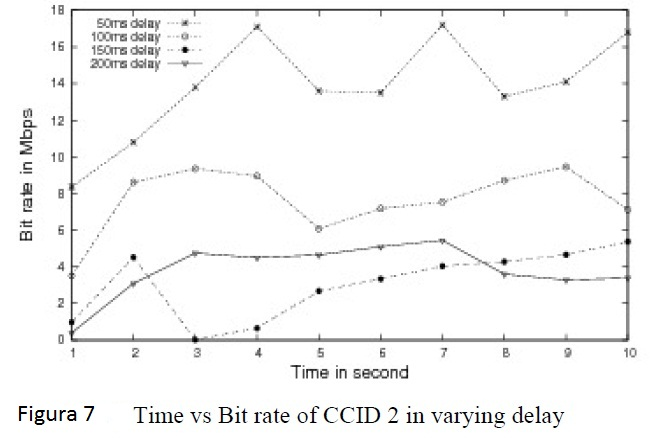 18
16
14
12
10
8
6
4
2
0
Bit rate in Mbps
50ms delay
100ms delay
150ms delay
200ms delay
1 2 3 4 5 6 7 8 9 10
Time in second
Figura 7 Time vs Bit rate of CCID 2 in varying delay